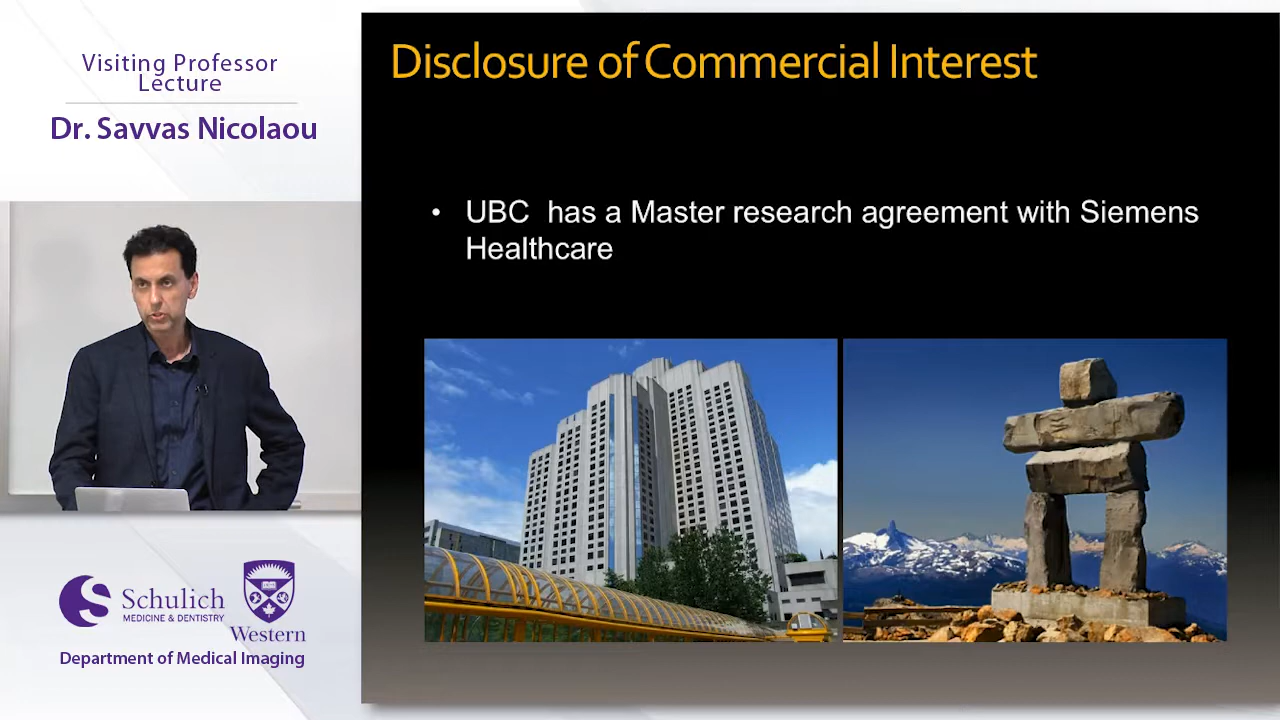 Visiting Professor
Lecture
Dr. Savvas Nicolaou
Disclosure of Commercial Interest
• UBC has a Master research agreement with Siemens
Healthcare
Schulich
MEDICINE & DENTISTRY
Western
Department of Medical Imaging